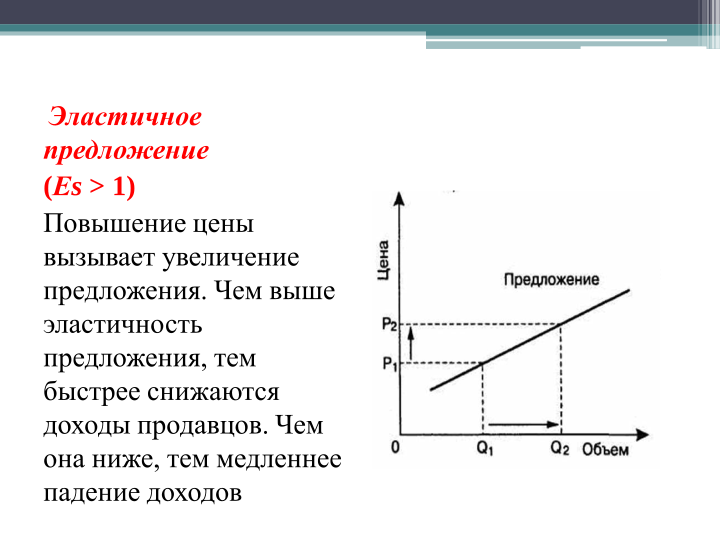 Эластичное
предложение
(Es > 1)
Повышение цены
вызывает увеличение
предложения. Чем выше
эластичность
предложения, тем
быстрее снижаются
доходы продавцов. Чем
она ниже, тем медленнее
падение доходов
Цена
Предложение
P2
P1
0
Q1
Q2
Объем